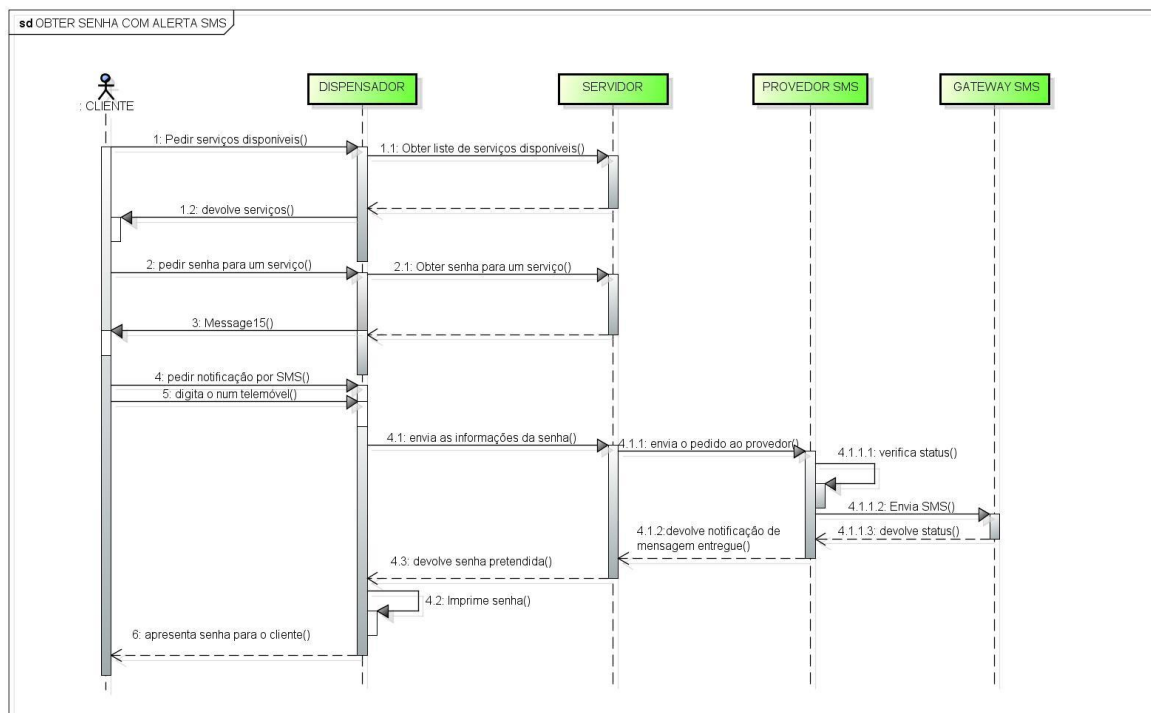 sd OBTER SENHA COM ALERTA SMS
: CLIENTE
DISPENSADOR
SERVIDOR
PROVEDOR SMS
GATEWAY SMS
1: Pedir serviços disponíveis()
1.1: Obter liste de serviços disponíveis()
1.2: devolve serviços()
2: pedir senha para um serviço()
2.1: Obter senha para um serviço()
3: Message15()
4: pedir notificação por SMS()
5: digita o num telemóvel()
4.1: envia as informações da senha()
4.1.1: envia o pedido ao provedor()
4.1.1.1: verifica status()
4.1.1.2: Envia SMS()
4.1.1.3: devolve status()
4.1.2:devolve notificação de
mensagem entregue()
4.3: devolve senha pretendida()
4.2: Imprime senha()
6: apresenta senha para o cliente()